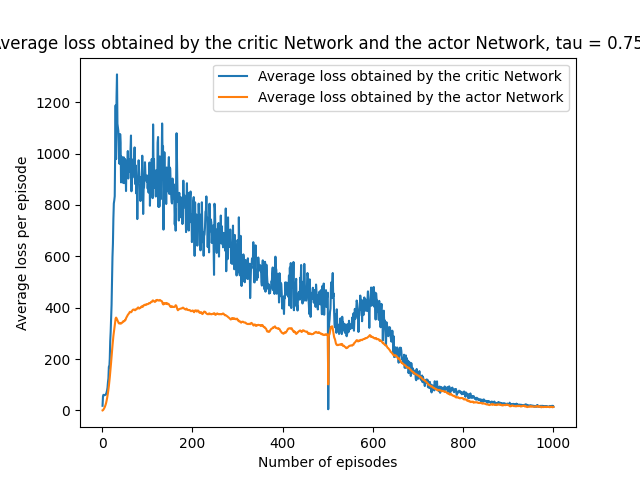 verage loss obtained by the critic Network and the actor Network, tau = 0.75
Average loss obtained by the critic Network
Average loss obtained by the actor Network
Average loss per episode
1200
1000
800
600
400
200
0
0 200 400 600 800 1000
Number of episodes